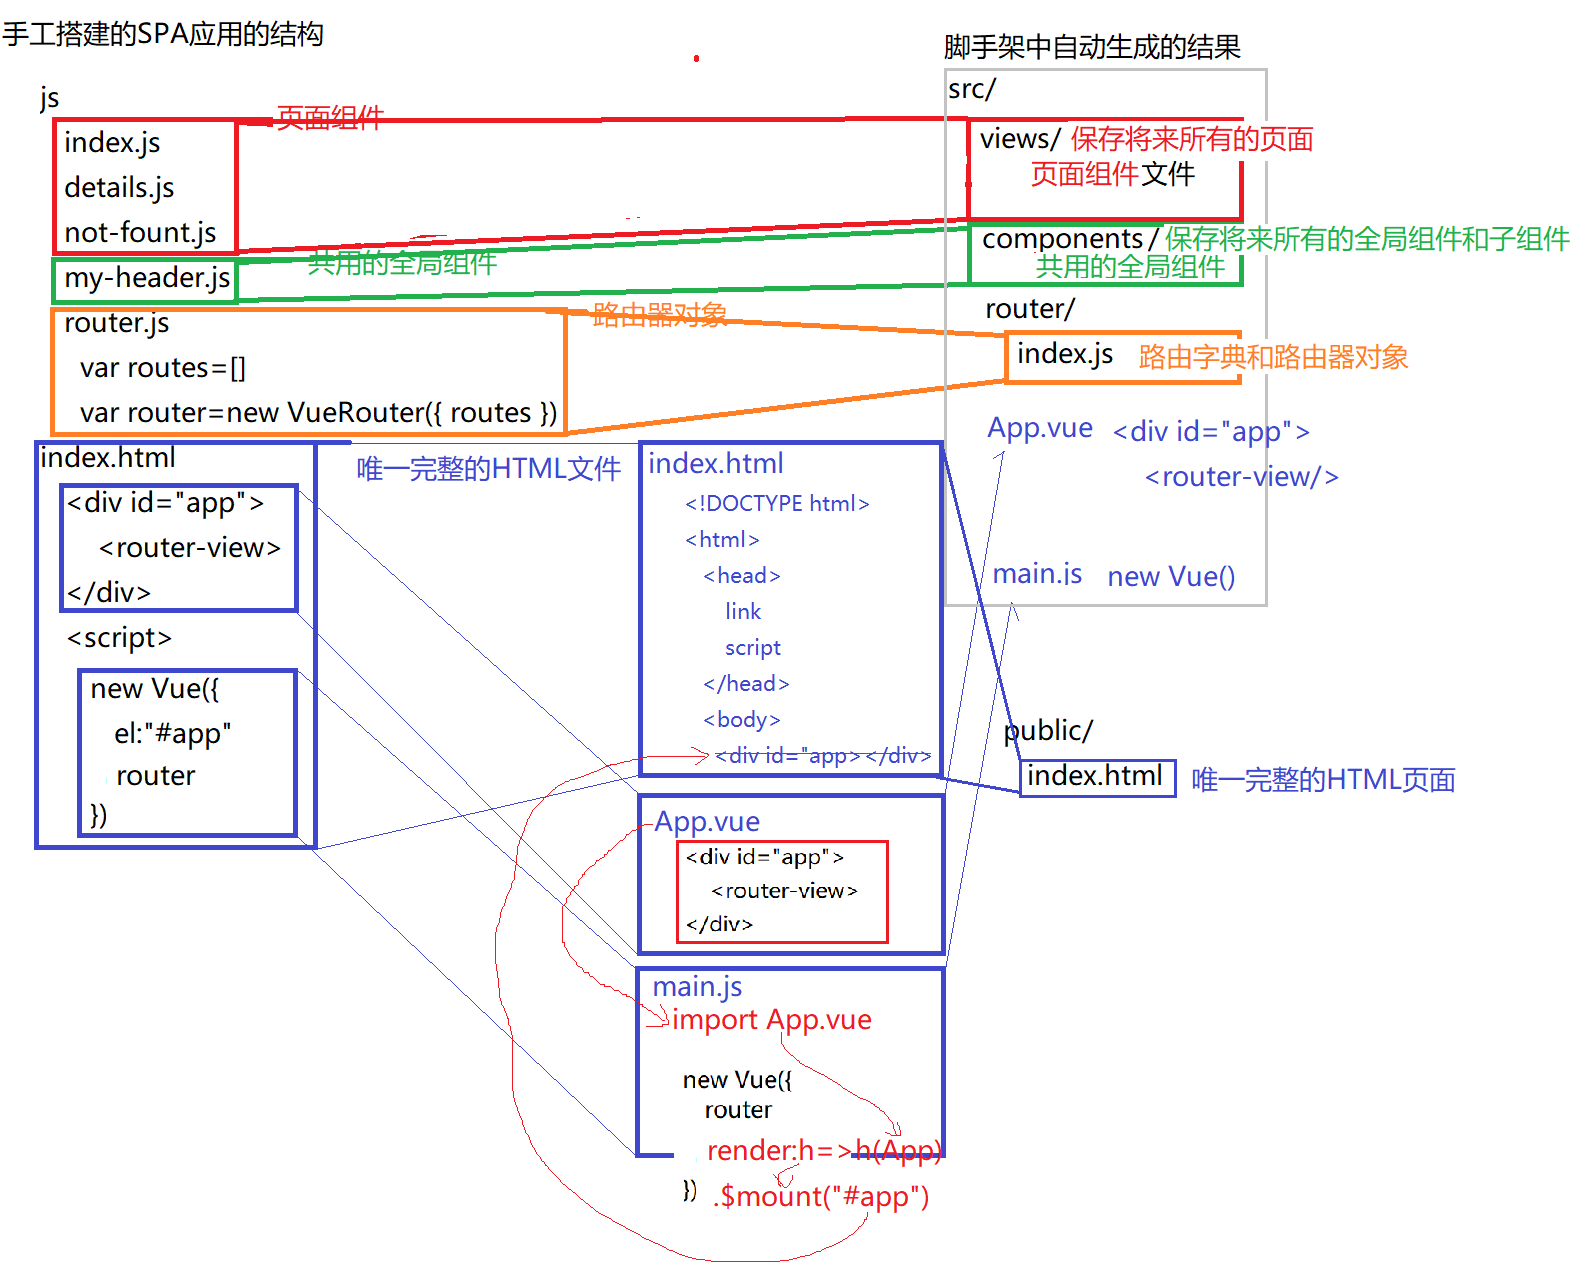 手工搭建的SPA应用的结构
js
页面组件
index.js
details.js
not-fount.js
共用的全局组件
my-header.js
路由器对象
router.js
var routes=[]
var router=new VueRouter({ routes })
index.html
唯一完整的HTML文件
<div id="app">
<router-view>
</div>
<script>
new Vue({
el:"#app"
router
})
index.html
<!DOCTYPE html>
<html>
<head>
link
script
</head>
<body>
<div id="app></div>
App.vue
<div id="app">
<router-view>
</div>
main.js
import App.vue
new Vue({
router
render:h=>h(App)
}) .$mount("#app")
脚手架中自动生成的结果
src/
views/ 保存将来所有的页面
页面组件文件
components/保存将来所有的全局组件和子组件
共用的全局组件
router/
index.js 路由字典和路由器对象
App.vue <div id="app">
<router-view/>
main.js new Vue()
public/
index.html 唯一完整的HTML页面